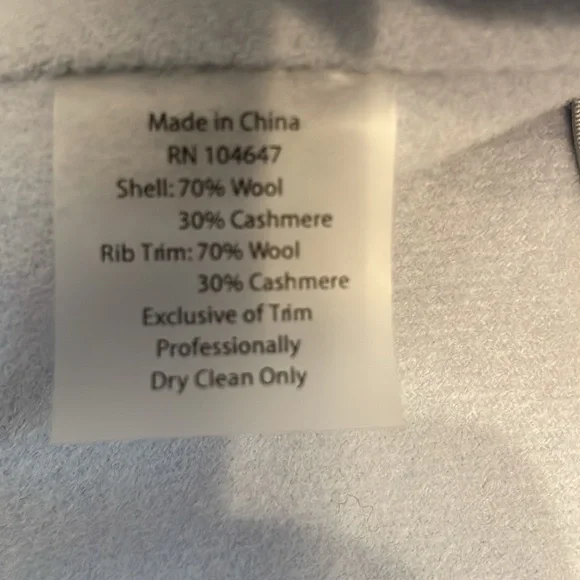 Made in China
RN 104647
Shell: 70% Wool
30% Cashmere
Rib Trim: 70% Wool
30% Cashmere
Exclusive of Trim
Professionally
Dry Clean Only